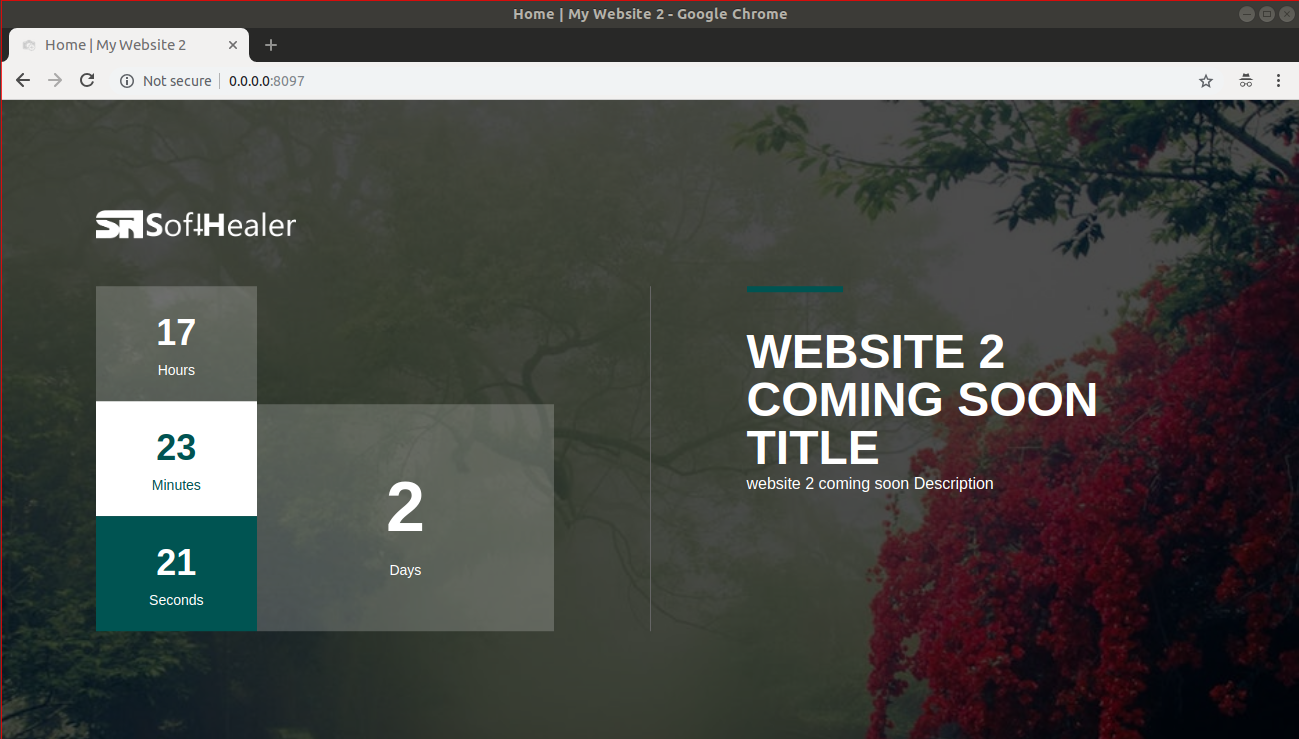 Home | My Website 2 - Google Chrome
Home | My Website 2
Not secure
0.0.0.0:8097
SoftHealer
17
Hours
23
Minutes
21
Seconds
2
Days
WEBSITE 2
COMING SOON
TITLE
website 2 coming soon Description